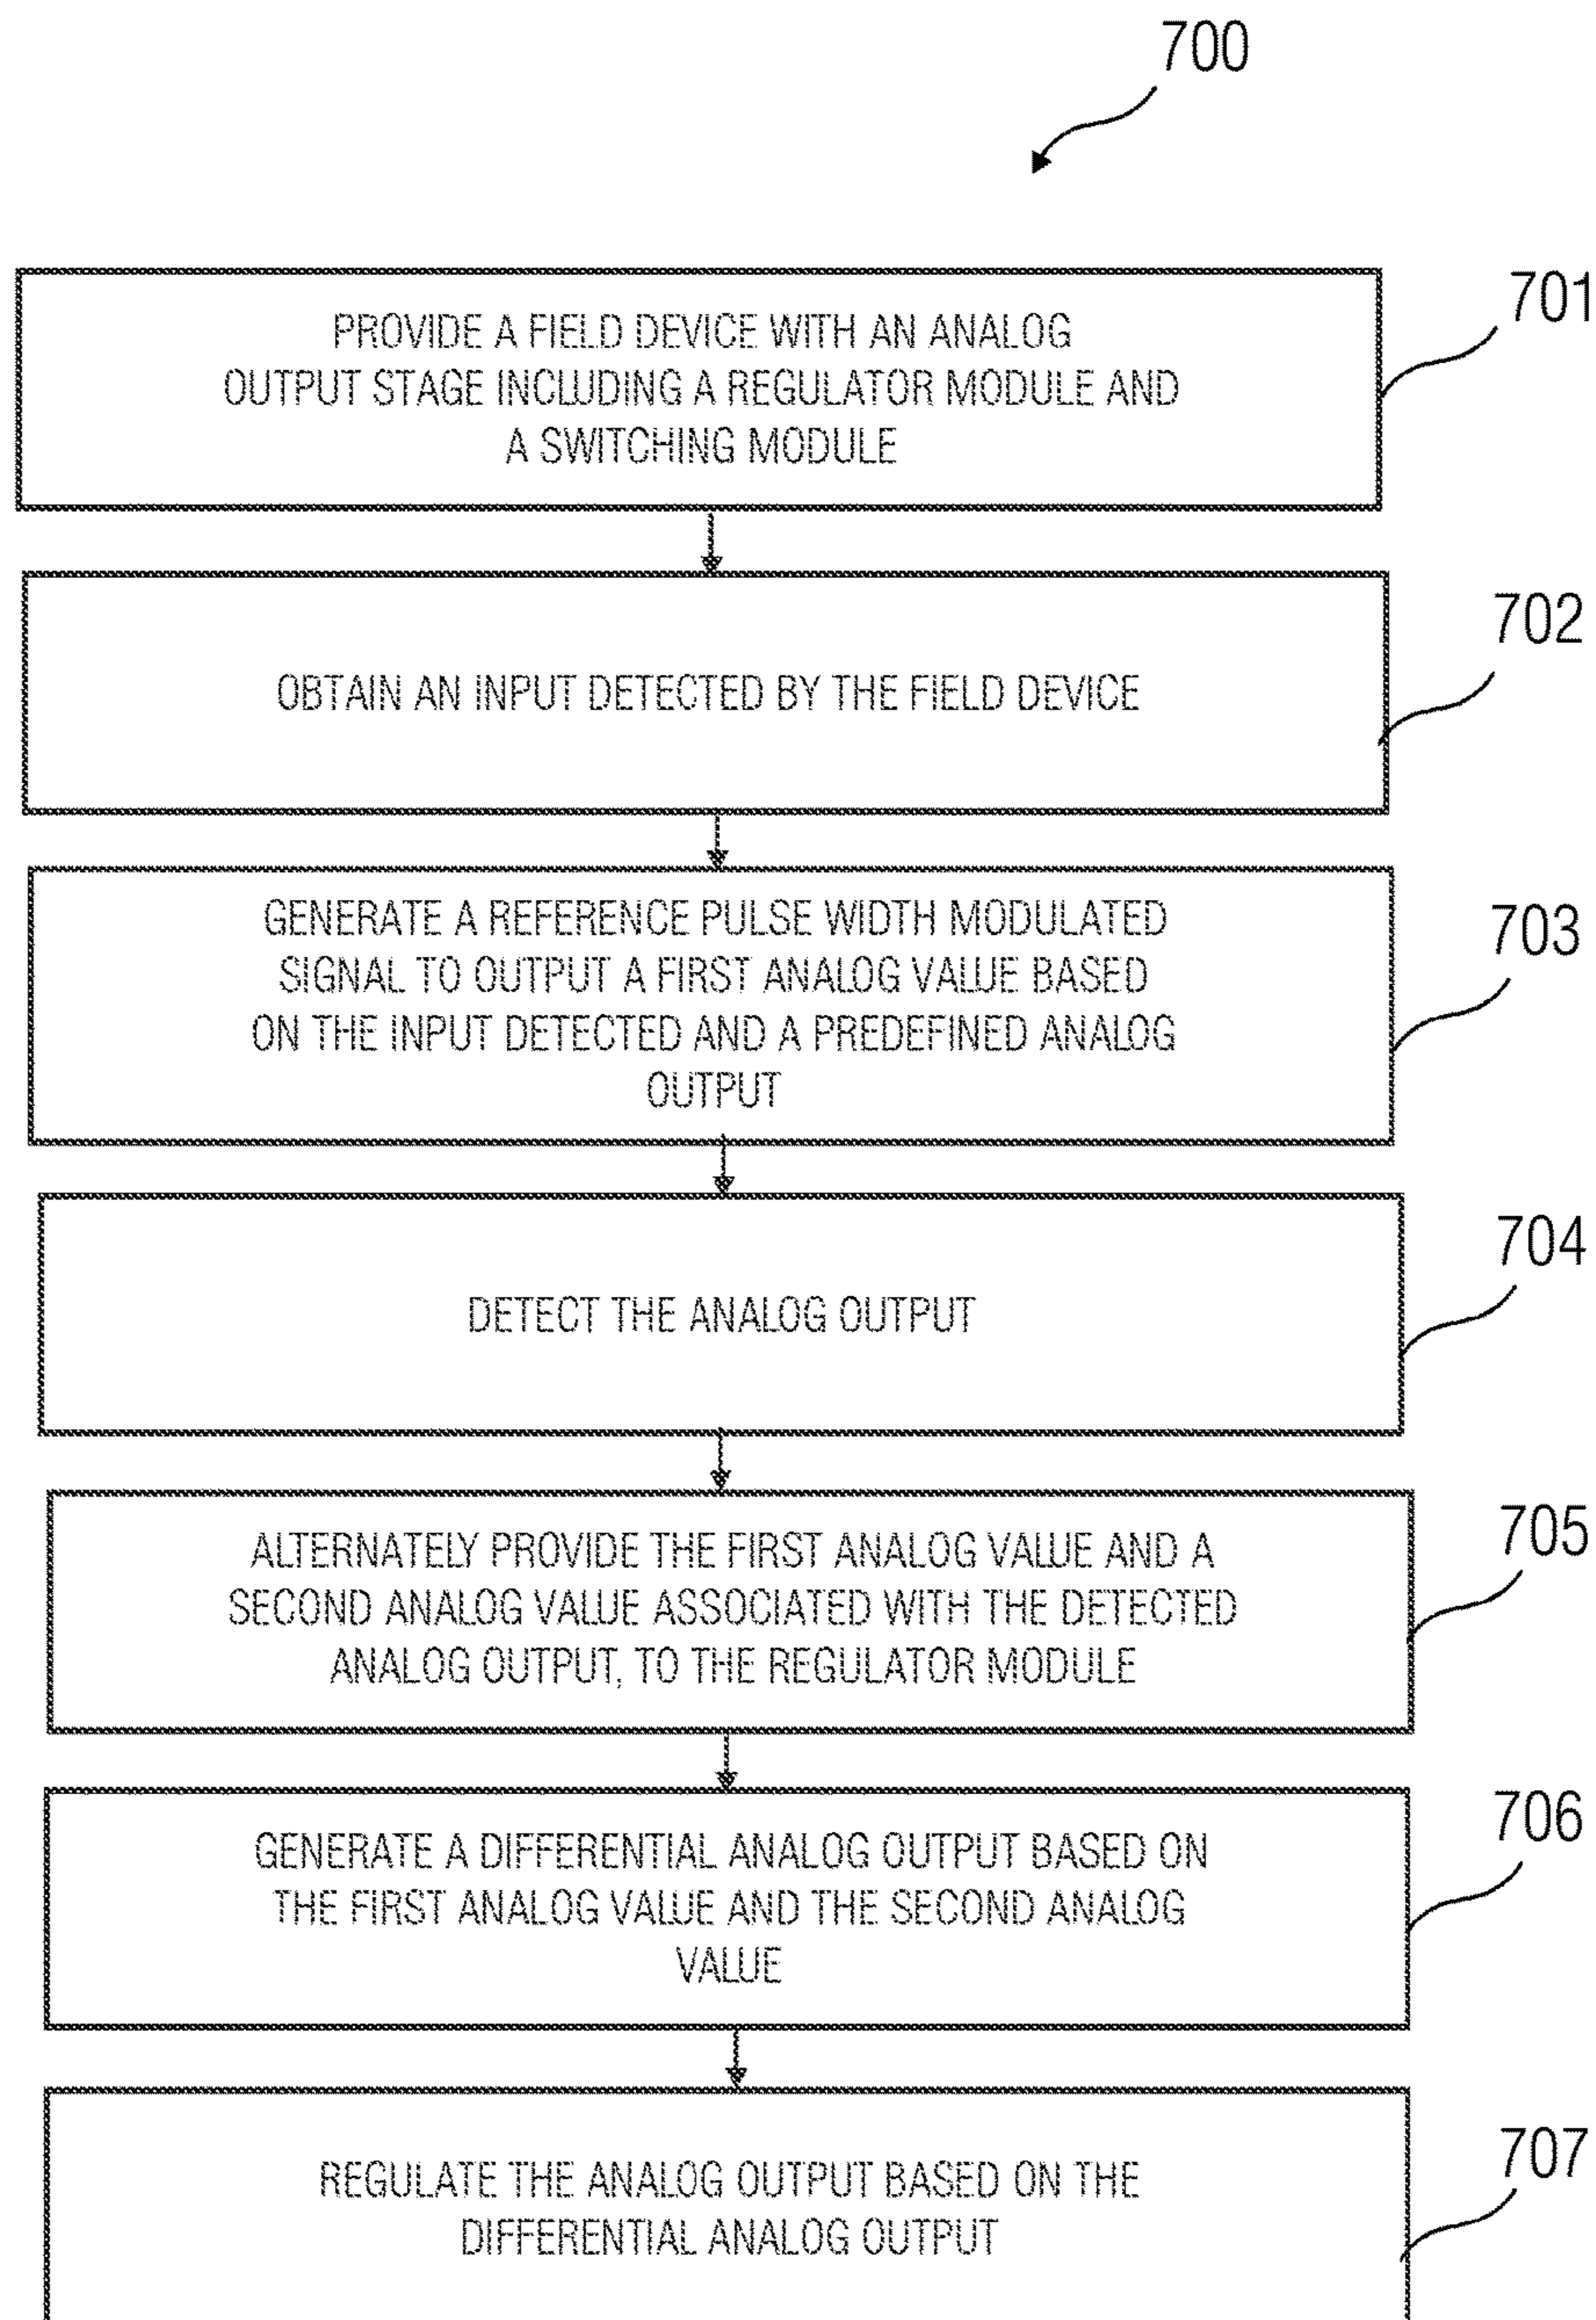 700
701
PROVIDE A FIELD DEVICE WITH AN ANALOG
OUTPUT STAGE INCLUDING A REGULATOR MODULE AND
A SWITCHING MODULE
702
OBTAIN AN INPUT DETECTED BY THE FIELD DEVICE
703
GENERATE A REFERENCE PULSE WIDTH MODULATED
SIGNAL TO OUTPUT A FIRST ANALOG VALUE BASED
ON THE INPUT DETECTED AND A PREDEFINED ANALOG
OUTPUT
704
DETECT THE ANALOG OUTPUT
705
ALTERNATELY PROVIDE THE FIRST ANALOG VALUE AND A
SECOND ANALOG VALUE ASSOCIATED WITH THE DETECTED
ANALOG OUTPUT, TO THE REGULATOR MODULE
706
GENERATE A DIFFERENTIAL ANALOG OUTPUT BASED ON
THE FIRST ANALOG VALUE AND THE SECOND ANALOG
VALUE
707
REGULATE THE ANALOG OUTPUT BASED ON THE
DIFFERENTIAL ANALOG OUTPUT